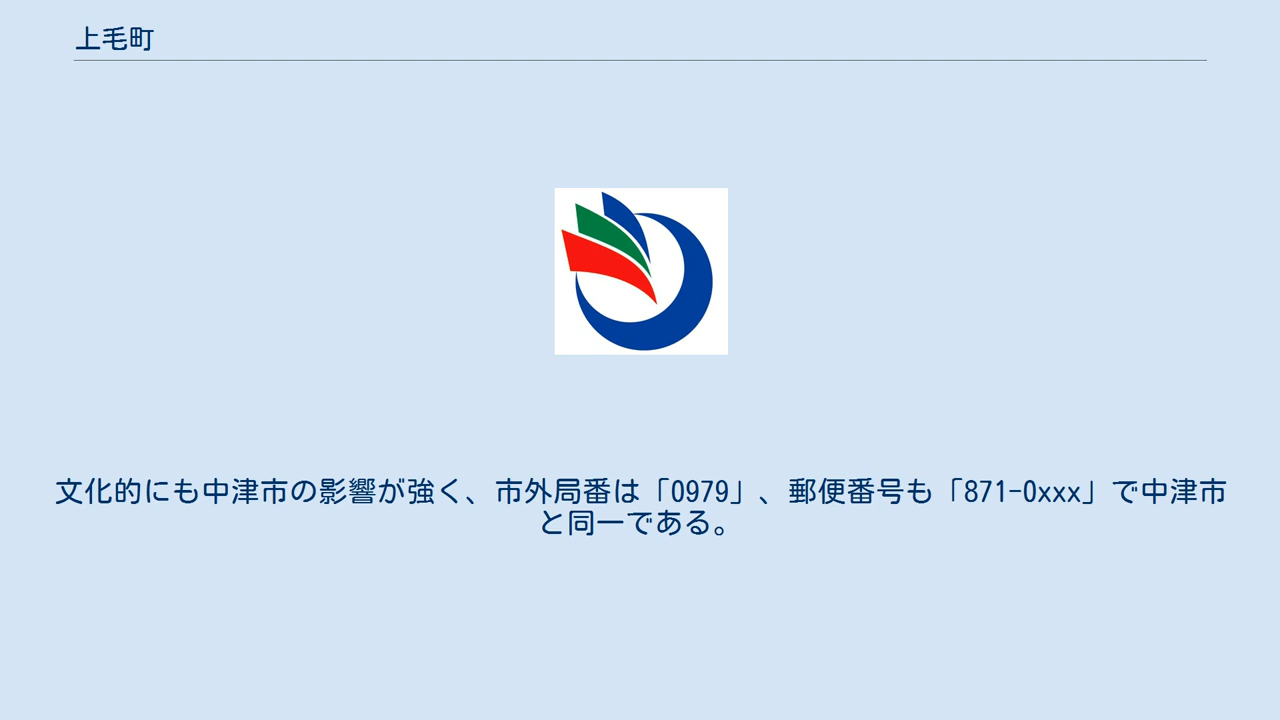 上毛町
文化的にも中津市の影響が強く、市外局番は「0979」、郵便番号も「871-0xxx」で中津市
と同一である。